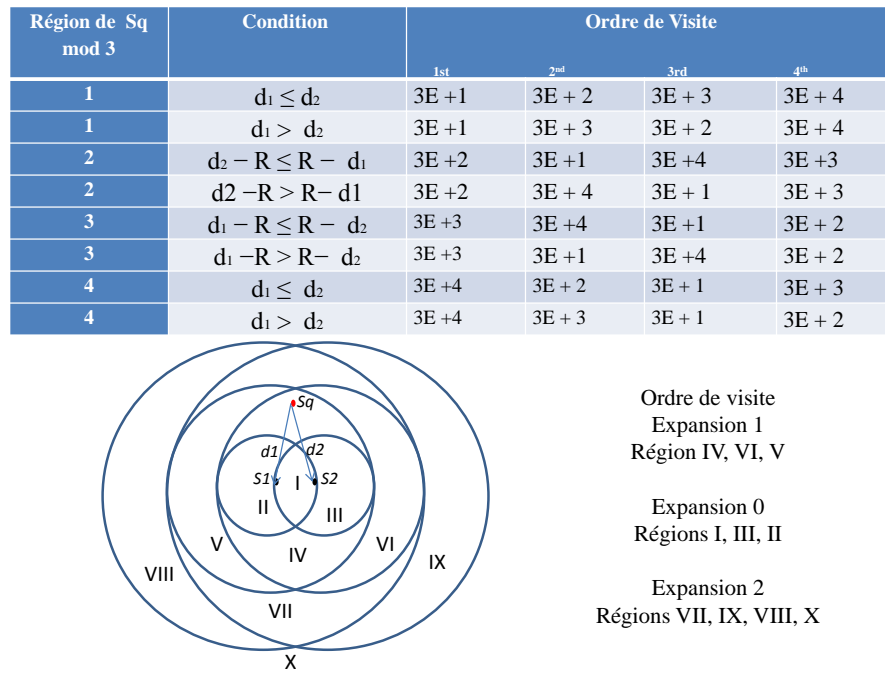 Région de Sq mod 3 Condition Ordre de Visite
1st 2nd 3rd 4th
1 d1 ≤ d2 3E +1 3E + 2 3E + 3 3E + 4
1 d1 > d2 3E +1 3E + 3 3E + 2 3E + 4
2 d2 – R ≤ R – d1 3E +2 3E +1 3E +4 3E +3
2 d2 –R > R– d1 3E +2 3E + 4 3E + 1 3E + 3
3 d1 – R ≤ R – d2 3E +3 3E +4 3E +1 3E + 2
3 d1 –R > R– d2 3E +3 3E +1 3E +4 3E + 2
4 d1 ≤ d2 3E +4 3E + 2 3E + 1 3E + 3
4 d1 > d2 3E +4 3E + 3 3E + 1 3E + 2
Sq
d1 d2
S1 I S2
II III
V IV VI
VIII IX
VII
X
Ordre de visite
Expansion 1
Région IV, VI, V
Expansion 0
Régions I, III, II
Expansion 2
Régions VII, IX, VIII, X